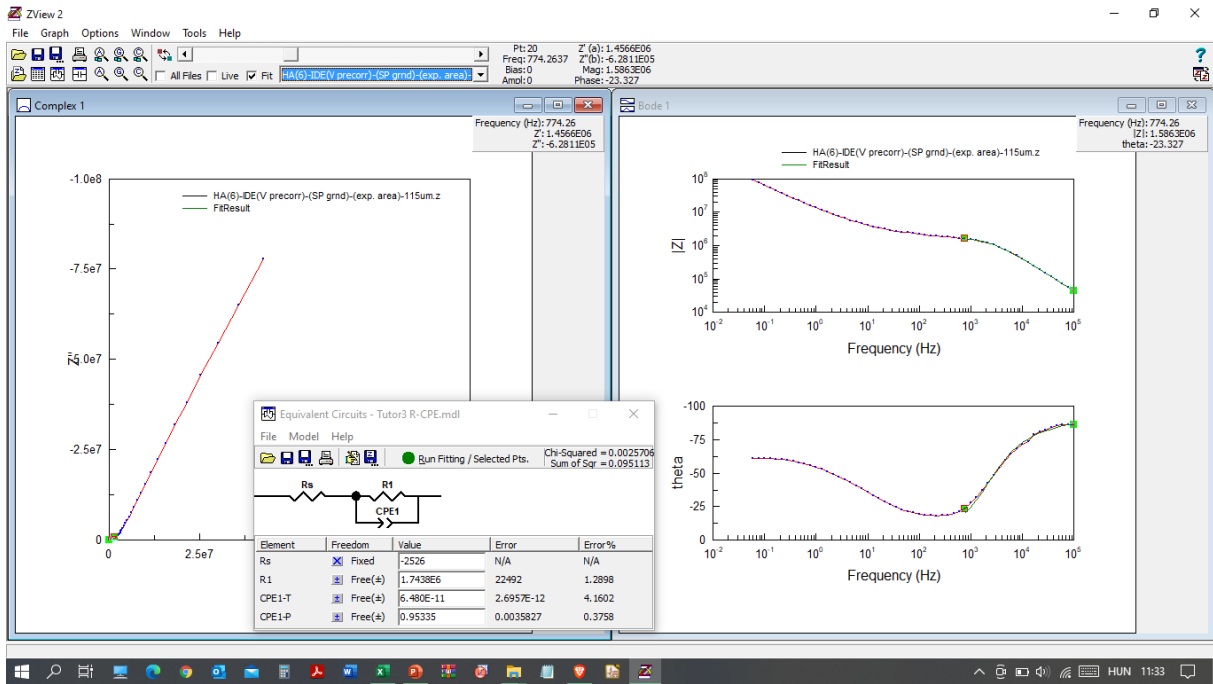 ZView 2
File Graph Options Window Tools Help
All Files Live Fit HA(6)-IDE(V precorr)-(SP grnd)-(exp. area)-
Pt: 20 Z' (a): 1.4566E06
Freq: 774.2637 Z''(b): -6.2811E05
Bias: 0 Mag: 1.5863E06
Ampl: 0 Phase: -23.327
Complex 1
Frequency (Hz): 774.26
Z': 1.4566E06
Z'': -6.2811E05
HA(6)-IDE(V precorr)-(SP grnd)-(exp. area)-115um.z
FitResult
-1.0e8
-7.5e7
-5.0e7
-2.5e7
0
0 2.5e7
Z''
Bode 1
Frequency (Hz): 774.26
|Z|: 1.5863E06
theta: -23.327
HA(6)-IDE(V precorr)-(SP grnd)-(exp. area)-115um.z
FitResult
10^8
10^7
10^6
10^5
10^4
|Z|
10^-2 10^-1 10^0 10^1 10^2 10^3 10^4 10^5
Frequency (Hz)
-100
-75
-50
-25
0
theta
10^-2 10^-1 10^0 10^1 10^2 10^3 10^4 10^5
Frequency (Hz)
Equivalent Circuits - Tutor3 R-CPE.mdl
File Model Help
Run Fitting / Selected Pts.
Chi-Squared = 0.0025706
Sum of Sqr = 0.095113
Rs R1
CPE1
Element Freedom Value Error Error%
Rs Fixed -2526 N/A N/A
R1 Free(±) 1.7438E6 22492 1.2898
CPE1-T Free(±) 6.480E-11 2.6957E-12 4.1602
CPE1-P Free(±) 0.95335 0.0035827 0.3758
HUN 11:33